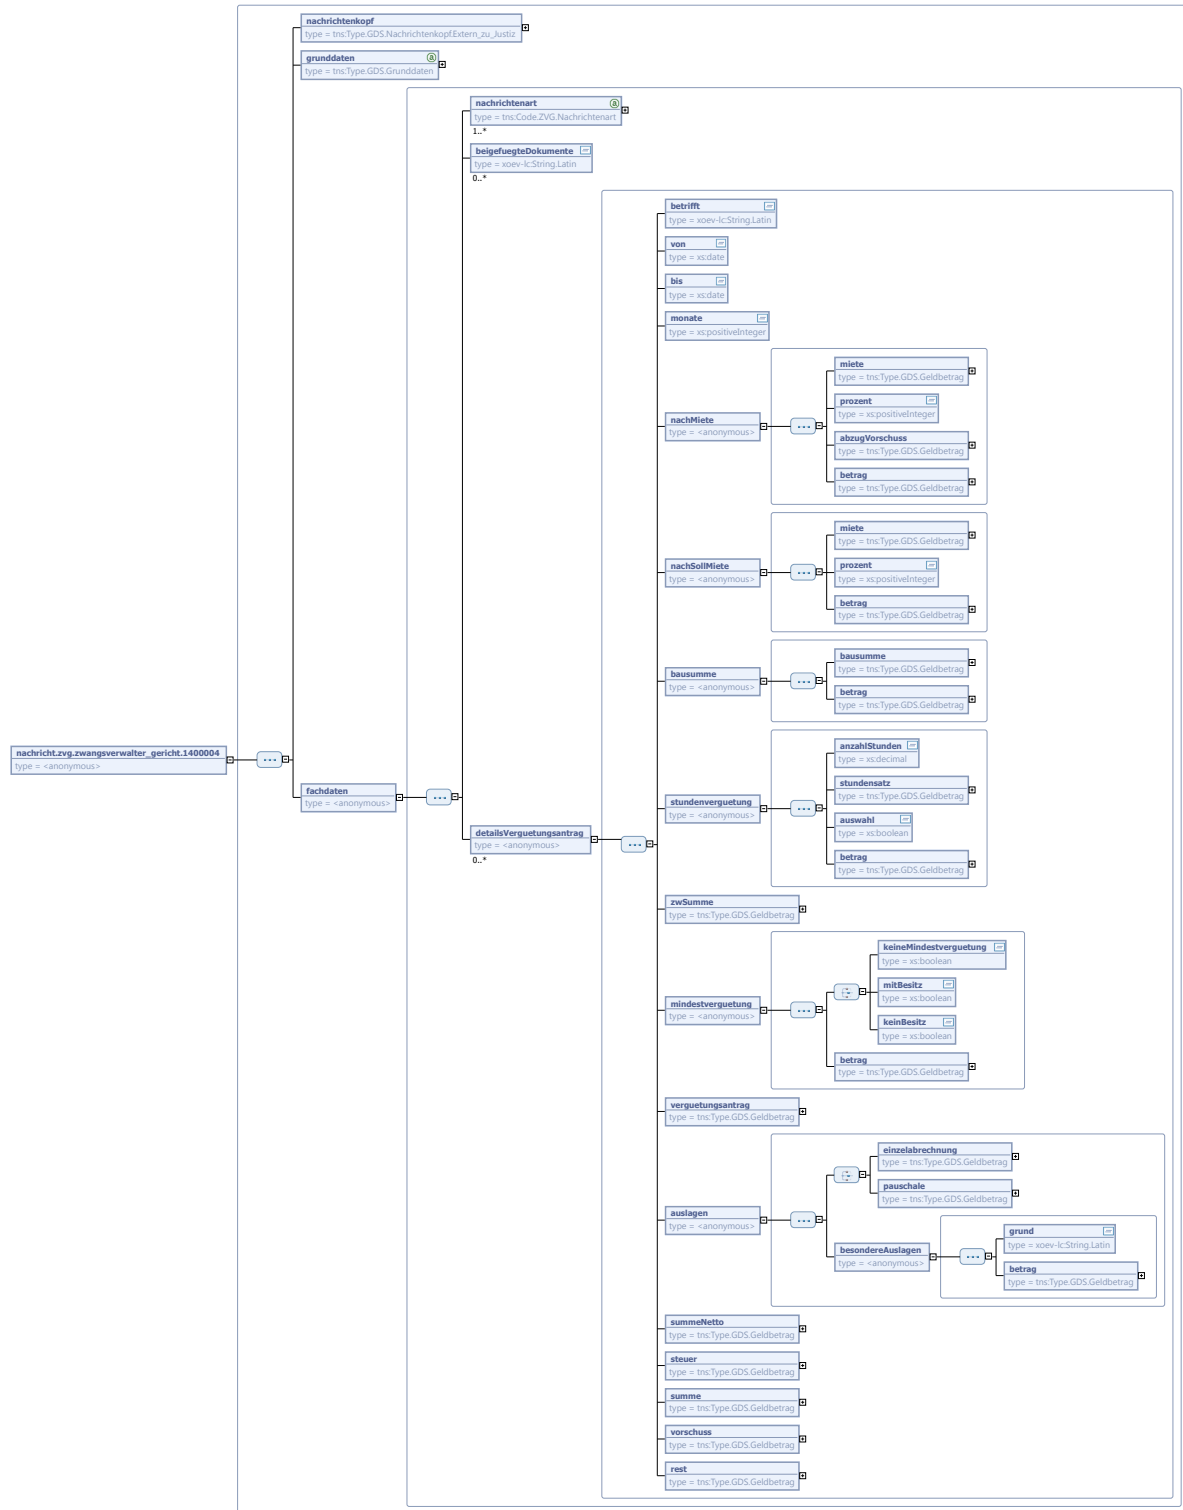 nachrichtenkopf
type = tns:Type.GDS.Nachrichtenkopf.Extern_zu_Justiz
grunddaten
type = tns:Type.GDS.Grunddaten
nachrichtenart
type = tns:Code.ZVG.Nachrichtenart
1..*
beigefuegteDokumente
type = xoev-lc:String.Latin
0..*
betrifft
type = xoev-lc:String.Latin
von
type = xs:date
bis
type = xs:date
monate
type = xs:positiveInteger
nachMiete
type = <anonymous>
miete
type = tns:Type.GDS.Geldbetrag
prozent
type = xs:positiveInteger
abzugVorschuss
type = tns:Type.GDS.Geldbetrag
betrag
type = tns:Type.GDS.Geldbetrag
nachSollMiete
type = <anonymous>
miete
type = tns:Type.GDS.Geldbetrag
prozent
type = xs:positiveInteger
betrag
type = tns:Type.GDS.Geldbetrag
bausumme
type = <anonymous>
bausumme
type = tns:Type.GDS.Geldbetrag
betrag
type = tns:Type.GDS.Geldbetrag
nachricht.zvg.zwangsverwalter_gericht.1400004
type = <anonymous>
fachdaten
type = <anonymous>
detailsVerguetungsantrag
type = <anonymous>
0..*
stundenverguetung
type = <anonymous>
anzahlStunden
type = xs:decimal
stundensatz
type = tns:Type.GDS.Geldbetrag
auswahl
type = xs:boolean
betrag
type = tns:Type.GDS.Geldbetrag
zwSumme
type = tns:Type.GDS.Geldbetrag
mindestverguetung
type = <anonymous>
keineMindestverguetung
type = xs:boolean
mitBesitz
type = xs:boolean
keinBesitz
type = xs:boolean
betrag
type = tns:Type.GDS.Geldbetrag
verguetungsantrag
type = tns:Type.GDS.Geldbetrag
auslagen
type = <anonymous>
einzelabrechnung
type = tns:Type.GDS.Geldbetrag
pauschale
type = tns:Type.GDS.Geldbetrag
besondereAuslagen
type = <anonymous>
grund
type = xoev-lc:String.Latin
betrag
type = tns:Type.GDS.Geldbetrag
summeNetto
type = tns:Type.GDS.Geldbetrag
steuer
type = tns:Type.GDS.Geldbetrag
summe
type = tns:Type.GDS.Geldbetrag
vorschuss
type = tns:Type.GDS.Geldbetrag
rest
type = tns:Type.GDS.Geldbetrag